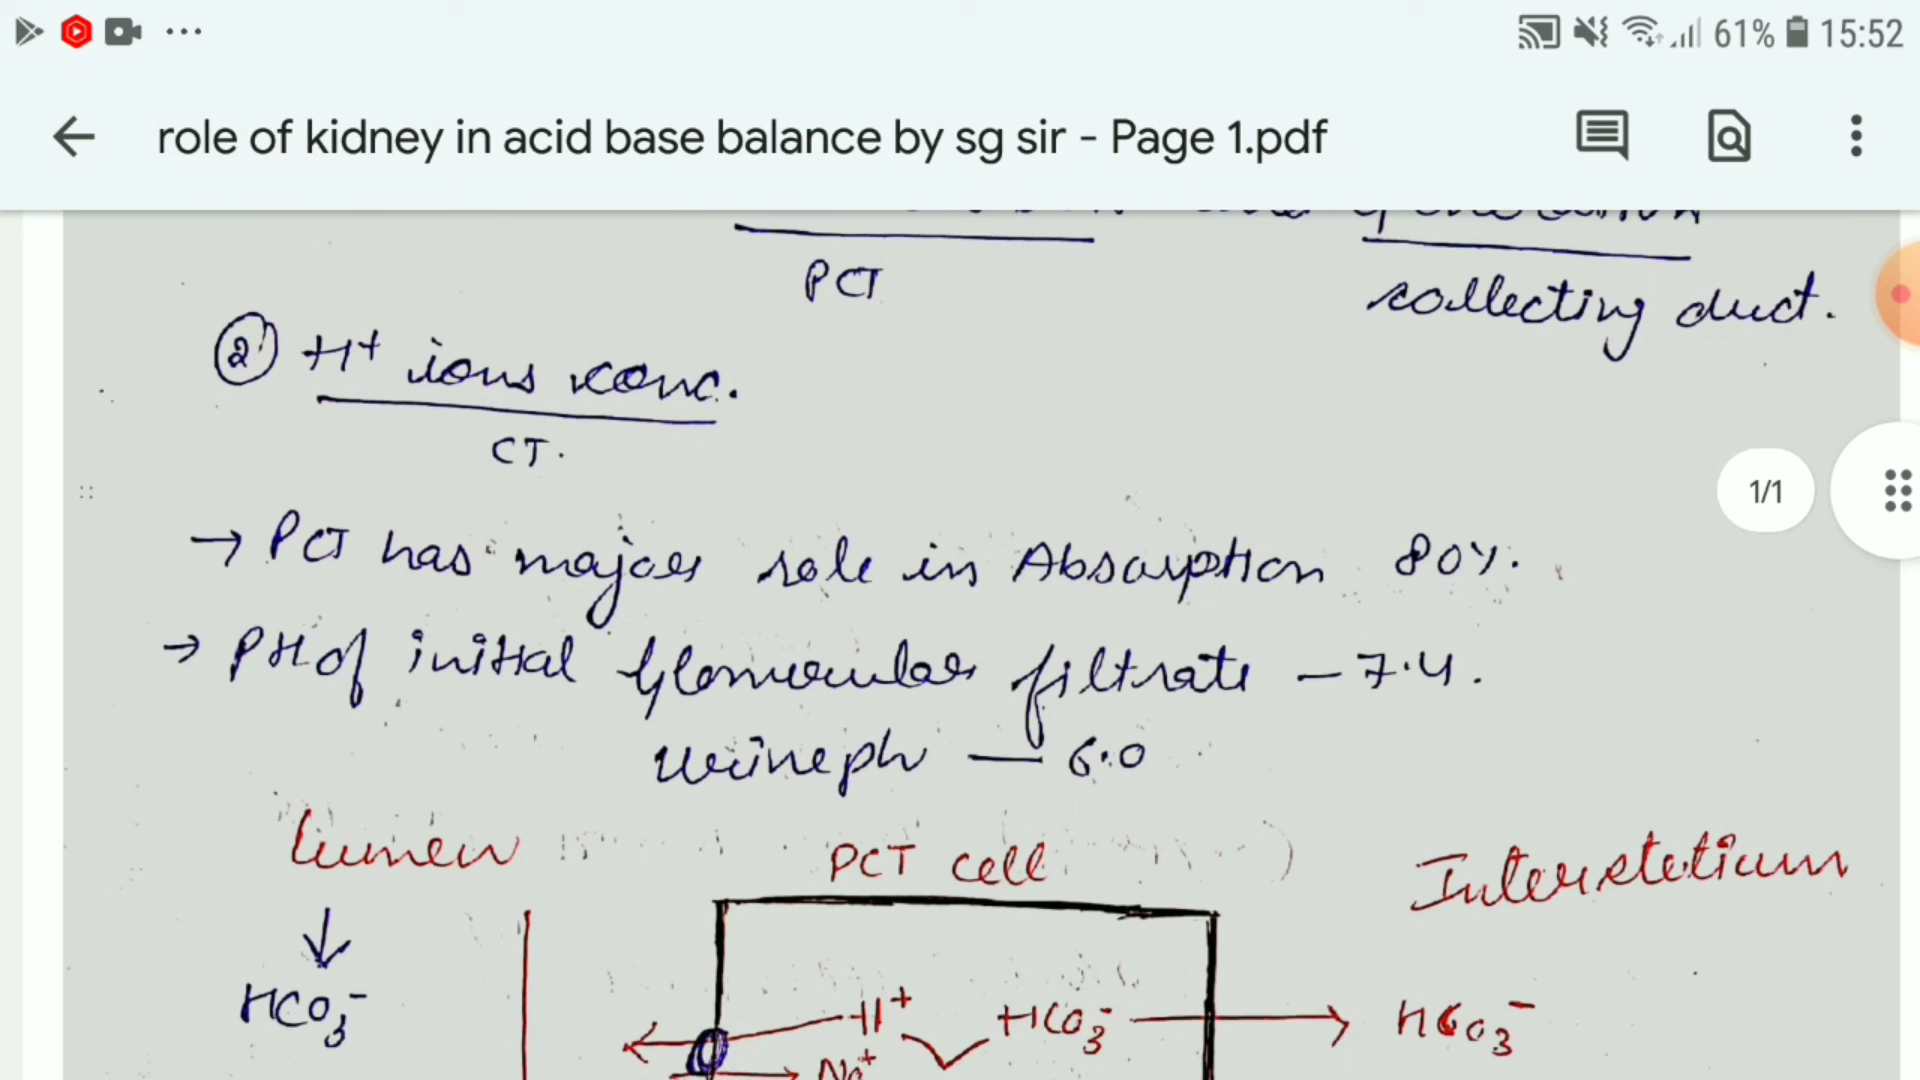 61% 15:52
role of kidney in acid base balance by sg sir - Page 1.pdf
PCT
collecting duct.
② H⁺ ions conc.
CT.
1/1
→ PCT has major role in Absorption 80%.
→ PH of initial Glomerular filtrate – 7.4.
Urine ph — 6.0
Lumen PCT cell Interstetium
↓
HCO₃⁻ H⁺ HCO₃⁻ → HCO₃⁻
Na⁺